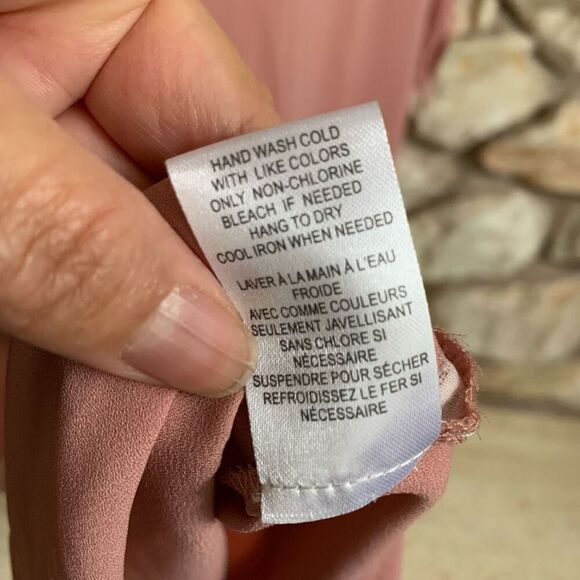 HAND WASH COLD
WITH LIKE COLORS
ONLY NON-CHLORINE
BLEACH IF NEEDED
HANG TO DRY
COOL IRON WHEN NEEDED
LAVER À LA MAIN À L'EAU
FROIDE
AVEC COMME COULEURS
SEULEMENT JAVELLISANT
SANS CHLORE SI
NÉCESSAIRE
SUSPENDRE POUR SÉCHER
REFROIDISSEZ LE FER SI
NÉCESSAIRE